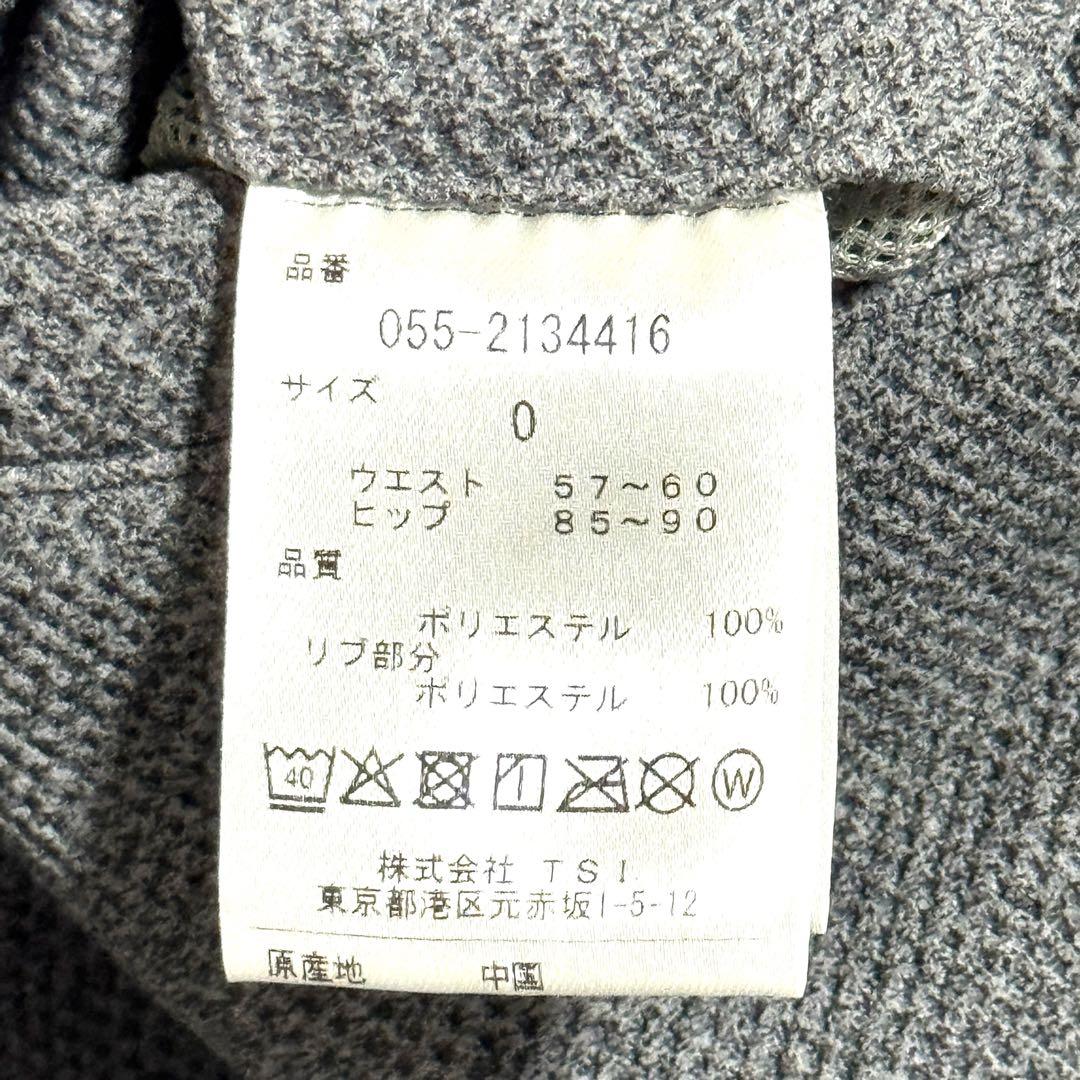 品番
055-2134416
サイズ
0
ウエスト 57～60
ヒップ 85～90
品質
ポリエステル 100%
リブ部分
ポリエステル 100%
40 W
株式会社 TSI
東京都港区元赤坂1-5-12
原産地 中国